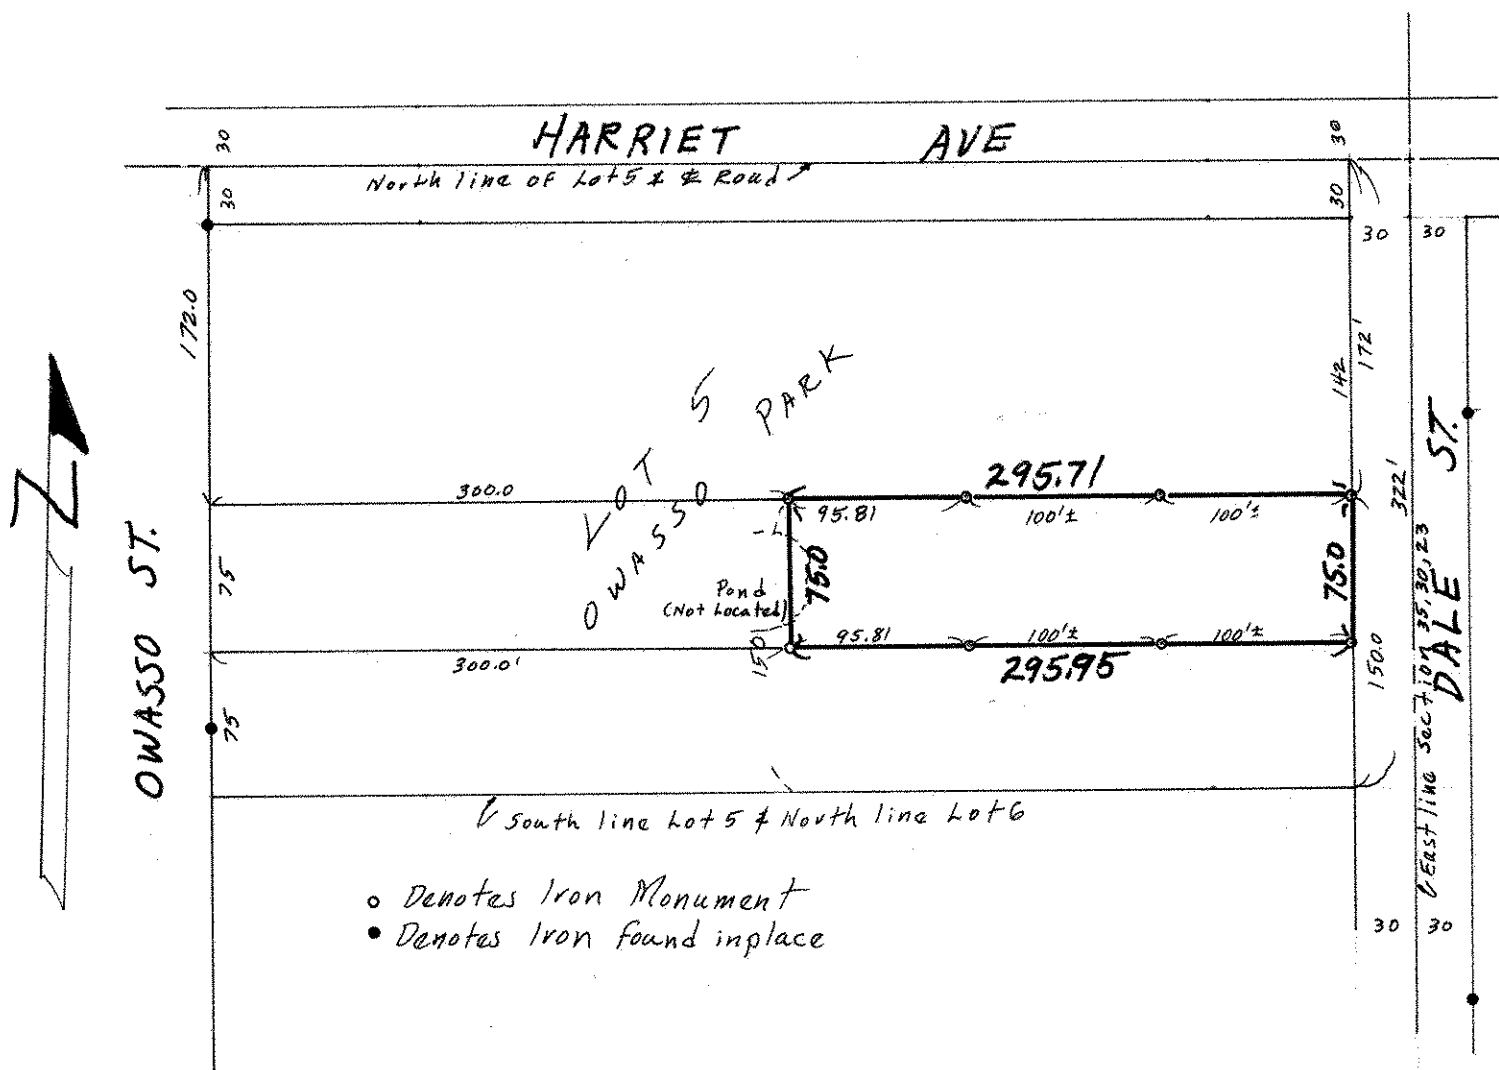 30
HARRIET AVE
30
North line of Lot 5 & ℄ Road
30
30
30
30
172.0
172'
142
LOT 5
OWASSO PARK
Z
OWASSO ST.
DALE ST.
322'
East line Section 35, 30, 23
300.0
295.71
95.81
100'±
100'±
75
75.0
75.0
Pond
(Not Located)
150
95.81
100'±
100'±
300.0'
295.95
150.0
75
South line Lot 5 & North line Lot 6
Denotes Iron Monument
Denotes Iron found inplace
30
30